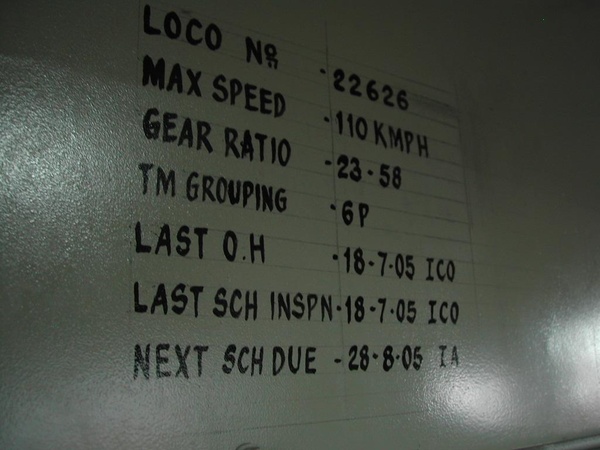 LOCO No - 22626
MAX SPEED - 110 KMPH
GEAR RATIO - 23-58
TM GROUPING - 6P
LAST O.H - 18-7-05 ICO
LAST SCH INSPN - 18-7-05 ICO
NEXT SCH DUE - 28-8-05 IA